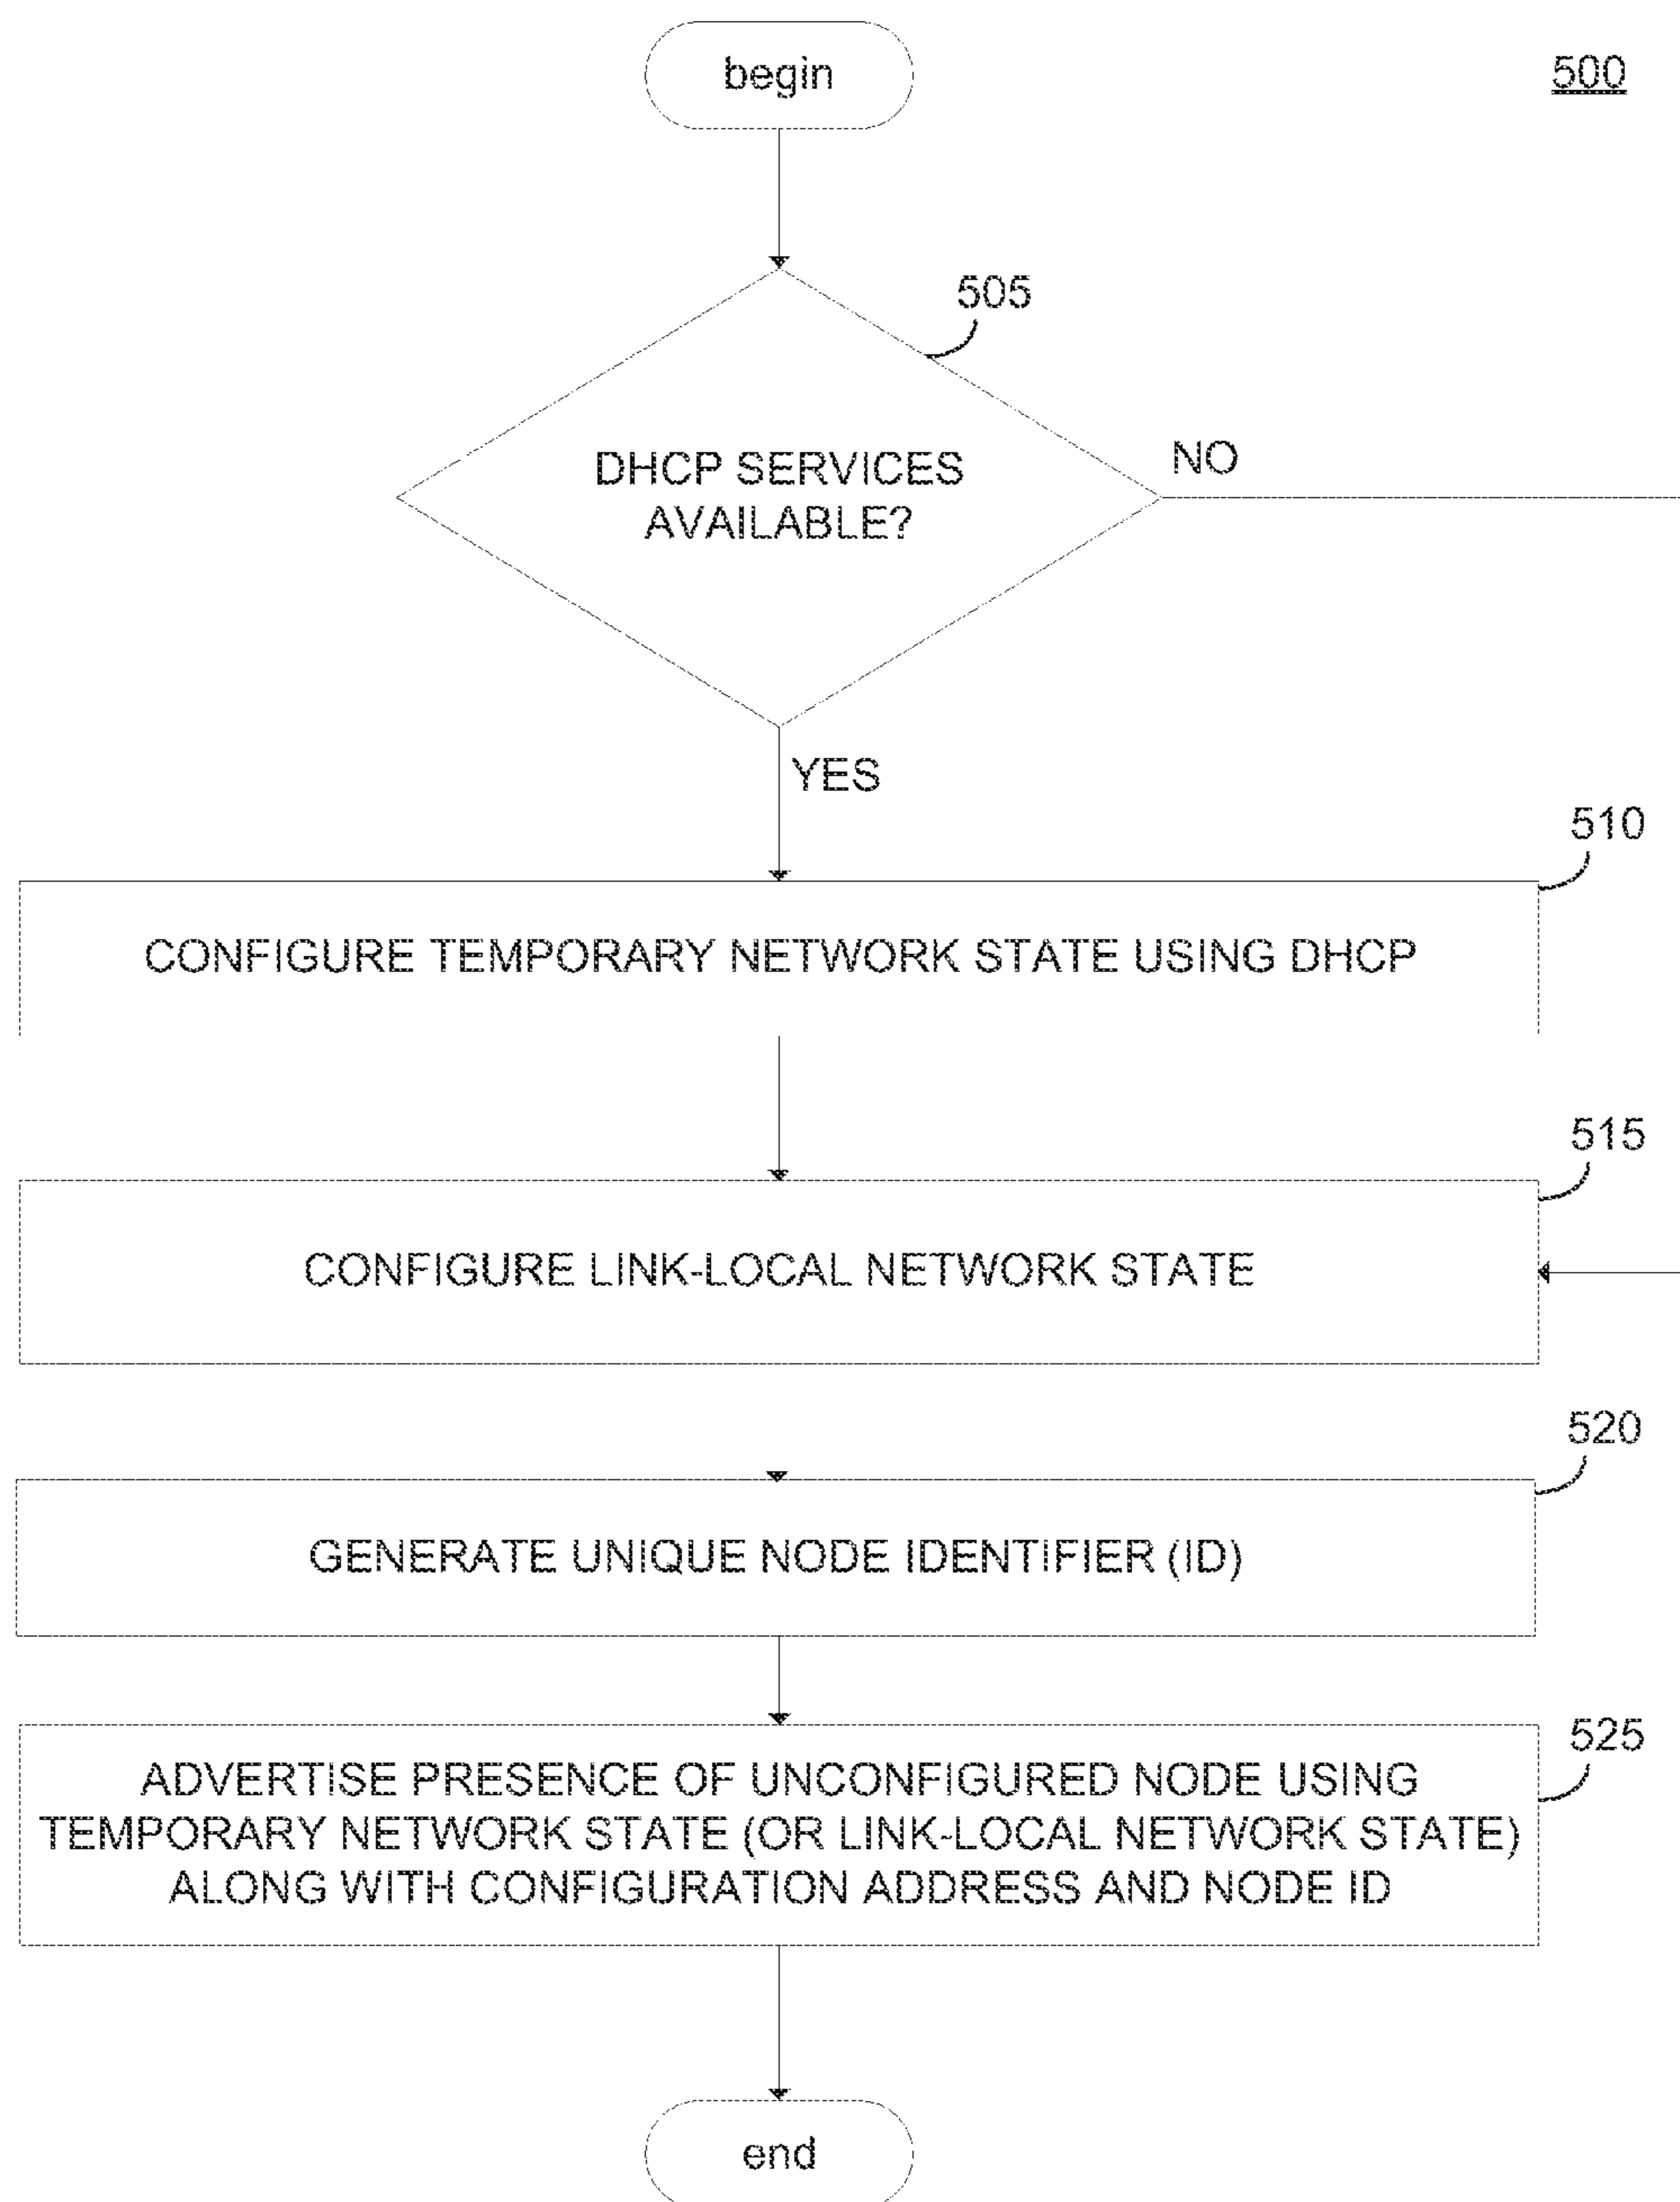 begin
500
505
DHCP SERVICES
AVAILABLE?
NO
YES
510
CONFIGURE TEMPORARY NETWORK STATE USING DHCP
515
CONFIGURE LINK-LOCAL NETWORK STATE
520
GENERATE UNIQUE NODE IDENTIFIER (ID)
525
ADVERTISE PRESENCE OF UNCONFIGURED NODE USING
TEMPORARY NETWORK STATE (OR LINK-LOCAL NETWORK STATE)
ALONG WITH CONFIGURATION ADDRESS AND NODE ID
end